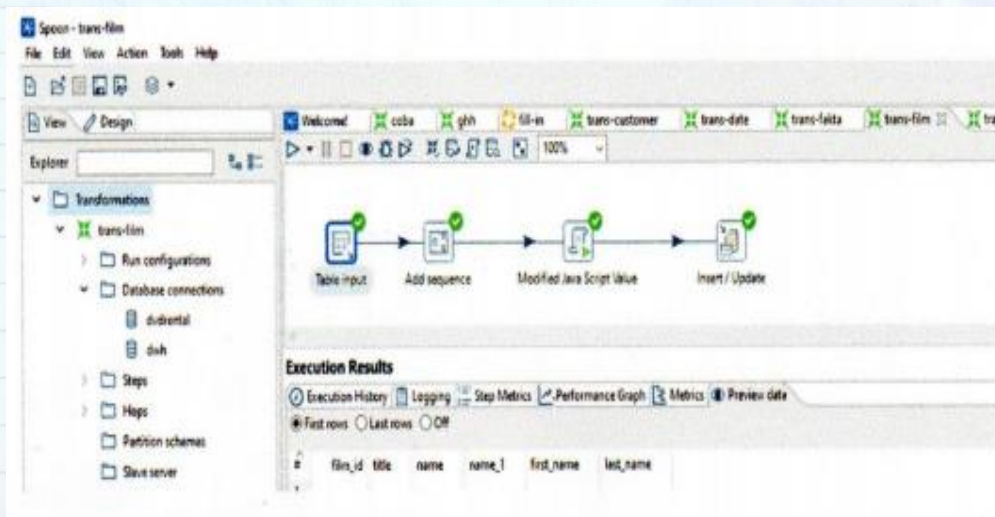 Spoon - trans-film
File Edit View Action Tools Help
View Design
Welcome! coba ghh fill-in trans-customer trans-date trans-fakta trans-film tra
Explorer
100%
Transformations
trans-film
Run configurations
Database connections
dvdrental
dwh
Steps
Hops
Partition schemas
Slave server
Table input Add sequence Modified Java Script Value Insert / Update
Execution Results
Execution History Logging Step Metrics Performance Graph Metrics Preview data
First rows Last rows Off
# film_id title name name_1 first_name last_name